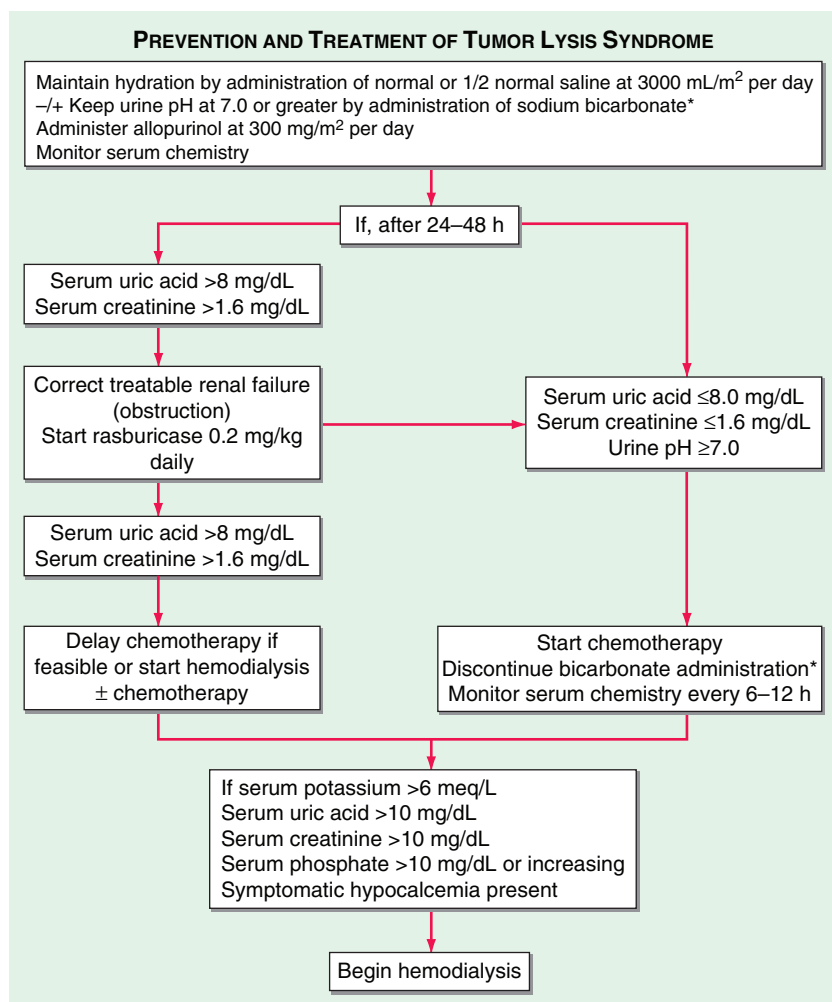 PREVENTION AND TREATMENT OF TUMOR LYSIS SYNDROME
Maintain hydration by administration of normal or 1/2 normal saline at 3000 mL/m² per day
–/+ Keep urine pH at 7.0 or greater by administration of sodium bicarbonate*
Administer allopurinol at 300 mg/m² per day
Monitor serum chemistry
If, after 24–48 h
Serum uric acid >8 mg/dL
Serum creatinine >1.6 mg/dL
Correct treatable renal failure
(obstruction)
Start rasburicase 0.2 mg/kg
daily
Serum uric acid ≤8.0 mg/dL
Serum creatinine ≤1.6 mg/dL
Urine pH ≥7.0
Serum uric acid >8 mg/dL
Serum creatinine >1.6 mg/dL
Delay chemotherapy if
feasible or start hemodialysis
± chemotherapy
Start chemotherapy
Discontinue bicarbonate administration*
Monitor serum chemistry every 6–12 h
If serum potassium >6 meq/L
Serum uric acid >10 mg/dL
Serum creatinine >10 mg/dL
Serum phosphate >10 mg/dL or increasing
Symptomatic hypocalcemia present
Begin hemodialysis